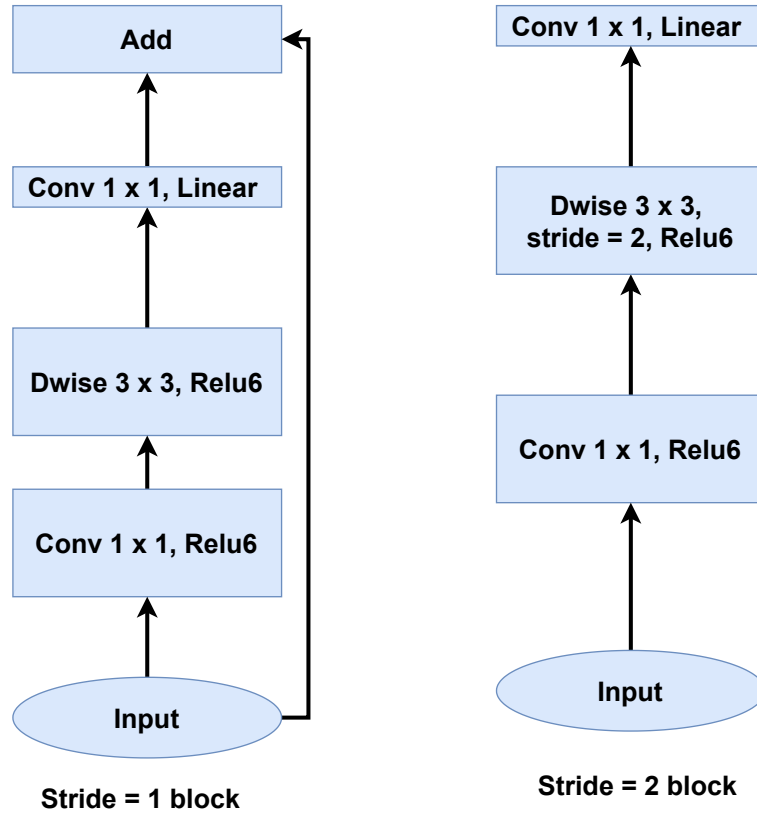 Add
Conv 1 x 1, Linear
Dwise 3 x 3, Relu6
Conv 1 x 1, Relu6
Input
Stride = 1 block
Conv 1 x 1, Linear
Dwise 3 x 3,
stride = 2, Relu6
Conv 1 x 1, Relu6
Input
Stride = 2 block